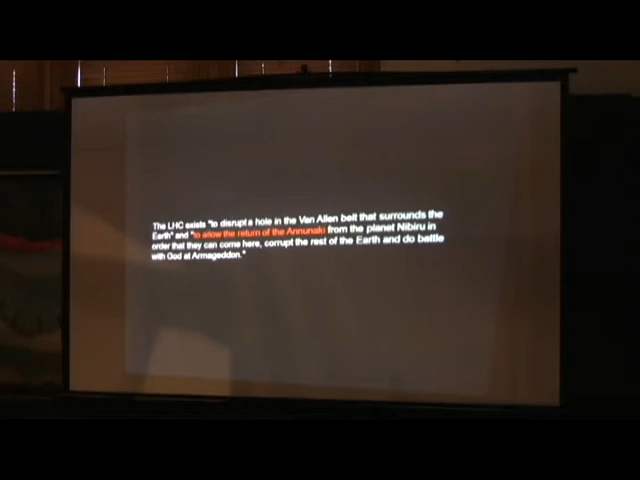 The LHC exists "to disrupt a hole in the Van Allen belt that surrounds the
Earth" and "to allow the return of the Annunaki from the planet Nibiru in
order that they can come here, corrupt the rest of the Earth and do battle
with God at Armageddon."